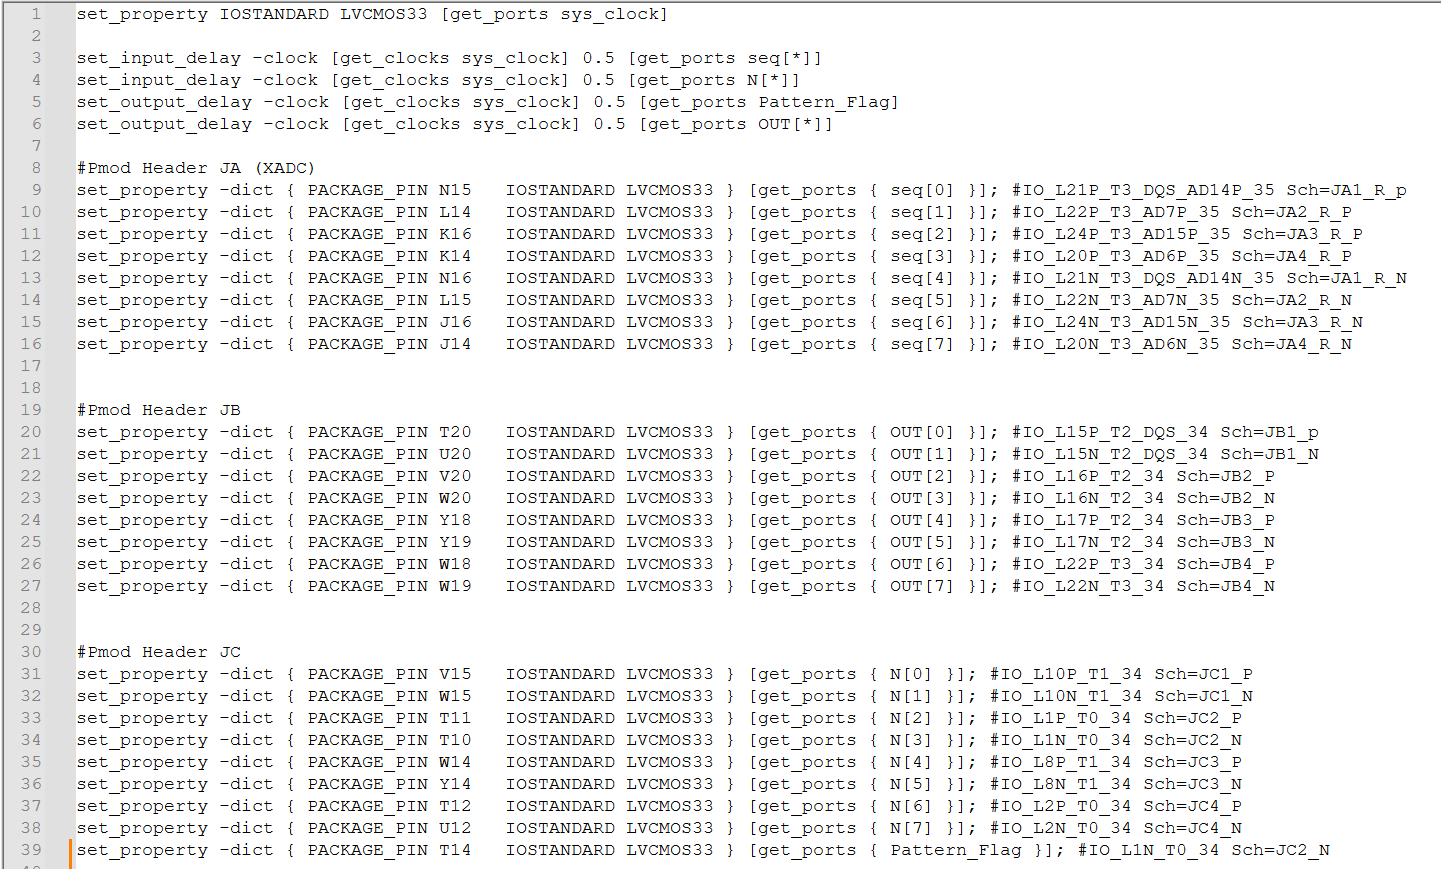 1 set_property IOSTANDARD LVCMOS33 [get_ports sys_clock]
2
3 set_input_delay -clock [get_clocks sys_clock] 0.5 [get_ports seq[*]]
4 set_input_delay -clock [get_clocks sys_clock] 0.5 [get_ports N[*]]
5 set_output_delay -clock [get_clocks sys_clock] 0.5 [get_ports Pattern_Flag]
6 set_output_delay -clock [get_clocks sys_clock] 0.5 [get_ports OUT[*]]
7
8 #Pmod Header JA (XADC)
9 set_property -dict { PACKAGE_PIN N15   IOSTANDARD LVCMOS33 } [get_ports { seq[0] }]; #IO_L21P_T3_DQS_AD14P_35 Sch=JA1_R_p
10 set_property -dict { PACKAGE_PIN L14   IOSTANDARD LVCMOS33 } [get_ports { seq[1] }]; #IO_L22P_T3_AD7P_35 Sch=JA2_R_P
11 set_property -dict { PACKAGE_PIN K16   IOSTANDARD LVCMOS33 } [get_ports { seq[2] }]; #IO_L24P_T3_AD15P_35 Sch=JA3_R_P
12 set_property -dict { PACKAGE_PIN K14   IOSTANDARD LVCMOS33 } [get_ports { seq[3] }]; #IO_L20P_T3_AD6P_35 Sch=JA4_R_P
13 set_property -dict { PACKAGE_PIN N16   IOSTANDARD LVCMOS33 } [get_ports { seq[4] }]; #IO_L21N_T3_DQS_AD14N_35 Sch=JA1_R_N
14 set_property -dict { PACKAGE_PIN L15   IOSTANDARD LVCMOS33 } [get_ports { seq[5] }]; #IO_L22N_T3_AD7N_35 Sch=JA2_R_N
15 set_property -dict { PACKAGE_PIN J16   IOSTANDARD LVCMOS33 } [get_ports { seq[6] }]; #IO_L24N_T3_AD15N_35 Sch=JA3_R_N
16 set_property -dict { PACKAGE_PIN J14   IOSTANDARD LVCMOS33 } [get_ports { seq[7] }]; #IO_L20N_T3_AD6N_35 Sch=JA4_R_N
17
18
19 #Pmod Header JB
20 set_property -dict { PACKAGE_PIN T20   IOSTANDARD LVCMOS33 } [get_ports { OUT[0] }]; #IO_L15P_T2_DQS_34 Sch=JB1_p
21 set_property -dict { PACKAGE_PIN U20   IOSTANDARD LVCMOS33 } [get_ports { OUT[1] }]; #IO_L15N_T2_DQS_34 Sch=JB1_N
22 set_property -dict { PACKAGE_PIN V20   IOSTANDARD LVCMOS33 } [get_ports { OUT[2] }]; #IO_L16P_T2_34 Sch=JB2_P
23 set_property -dict { PACKAGE_PIN W20   IOSTANDARD LVCMOS33 } [get_ports { OUT[3] }]; #IO_L16N_T2_34 Sch=JB2_N
24 set_property -dict { PACKAGE_PIN Y18   IOSTANDARD LVCMOS33 } [get_ports { OUT[4] }]; #IO_L17P_T2_34 Sch=JB3_P
25 set_property -dict { PACKAGE_PIN Y19   IOSTANDARD LVCMOS33 } [get_ports { OUT[5] }]; #IO_L17N_T2_34 Sch=JB3_N
26 set_property -dict { PACKAGE_PIN W18   IOSTANDARD LVCMOS33 } [get_ports { OUT[6] }]; #IO_L22P_T3_34 Sch=JB4_P
27 set_property -dict { PACKAGE_PIN W19   IOSTANDARD LVCMOS33 } [get_ports { OUT[7] }]; #IO_L22N_T3_34 Sch=JB4_N
28
29
30 #Pmod Header JC
31 set_property -dict { PACKAGE_PIN V15   IOSTANDARD LVCMOS33 } [get_ports { N[0] }]; #IO_L10P_T1_34 Sch=JC1_P
32 set_property -dict { PACKAGE_PIN W15   IOSTANDARD LVCMOS33 } [get_ports { N[1] }]; #IO_L10N_T1_34 Sch=JC1_N
33 set_property -dict { PACKAGE_PIN T11   IOSTANDARD LVCMOS33 } [get_ports { N[2] }]; #IO_L1P_T0_34 Sch=JC2_P
34 set_property -dict { PACKAGE_PIN T10   IOSTANDARD LVCMOS33 } [get_ports { N[3] }]; #IO_L1N_T0_34 Sch=JC2_N
35 set_property -dict { PACKAGE_PIN W14   IOSTANDARD LVCMOS33 } [get_ports { N[4] }]; #IO_L8P_T1_34 Sch=JC3_P
36 set_property -dict { PACKAGE_PIN Y14   IOSTANDARD LVCMOS33 } [get_ports { N[5] }]; #IO_L8N_T1_34 Sch=JC3_N
37 set_property -dict { PACKAGE_PIN T12   IOSTANDARD LVCMOS33 } [get_ports { N[6] }]; #IO_L2P_T0_34 Sch=JC4_P
38 set_property -dict { PACKAGE_PIN U12   IOSTANDARD LVCMOS33 } [get_ports { N[7] }]; #IO_L2N_T0_34 Sch=JC4_N
39 set_property -dict { PACKAGE_PIN T14   IOSTANDARD LVCMOS33 } [get_ports { Pattern_Flag }]; #IO_L1N_T0_34 Sch=JC2_N